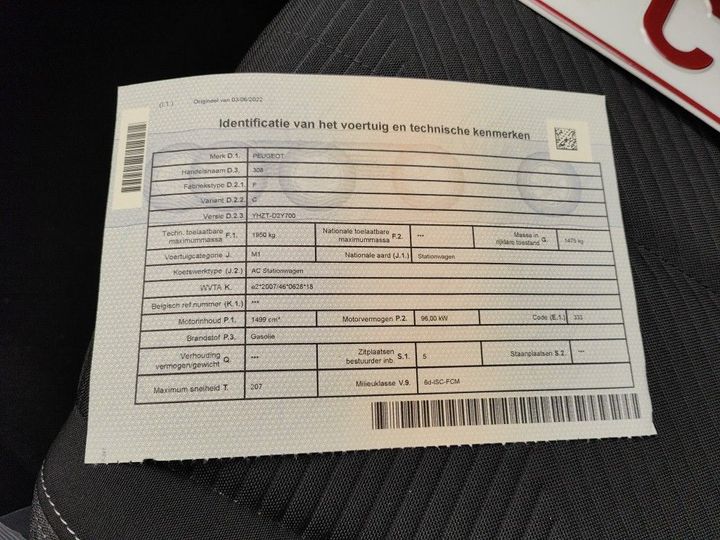 (I.T.) Origineel van 03/06/2022
Identificatie van het voertuig en technische kenmerken
Merk D.1. PEUGEOT
Handelsnaam D.3. 308
Fabriekstype D.2.1. F
Variant D.2.2. C
Versie D.2.3. YHZT-D2Y700
Techn. toelaatbare maximummassa F.1. 1950 kg Nationale toelaatbare maximummassa F.2. *** Massa in rijklare toestand G. 1475 kg
Voertuigcategorie J. M1 Nationale aard (J.1.) Stationwagen
Koetswerktype (J.2.) AC Stationwagen
WVTA K. e2*2007/46*0628*18
Belgisch ref.nummer (K.1.) ***
Motorinhoud P.1. 1499 cm³ Motorvermogen P.2. 96,00 kW Code (E.1.) 333
Brandstof P.3. Gasolie
Verhouding vermogen/gewicht Q. *** Zitplaatsen bestuurder inb. S.1. 5 Staanplaatsen S.2. ***
Maximum snelheid T. 207 Milieuklasse V.9. 6d-ISC-FCM